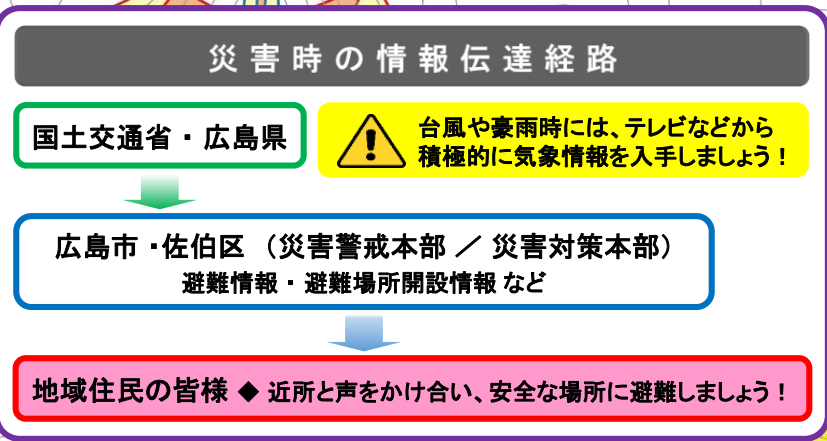 災害時の情報伝達経路
国土交通省・広島県
台風や豪雨時には、テレビなどから
積極的に気象情報を入手しましょう！
広島市・佐伯区 （災害警戒本部 ／ 災害対策本部）
避難情報・避難場所開設情報 など
地域住民の皆様 ◆ 近所と声をかけ合い、安全な場所に避難しましょう！